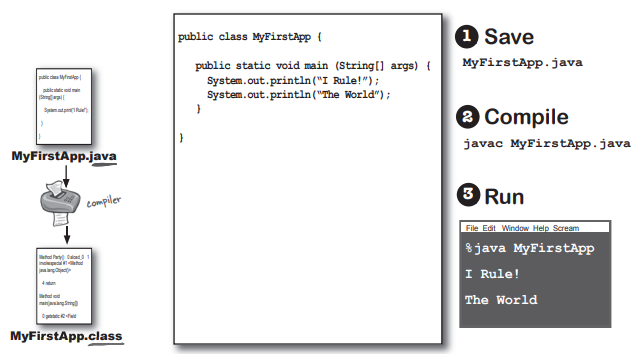 public class MyFirstApp {
public static void main
(String[] args) {
System.out.print("I Rule!");
}
}
MyFirstApp.java
compiler
Method Party() 0 aload_0 1
invokespecial #1 <Method
java.lang.Object()>
4 return
Method void
main(java.lang.String[])
0 getstatic #2 <Field
MyFirstApp.class
public class MyFirstApp {
public static void main (String[] args) {
System.out.println(“I Rule!”);
System.out.println(“The World”);
}
}
1 Save
MyFirstApp.java
2 Compile
javac MyFirstApp.java
3 Run
File Edit Window Help Scream
%java MyFirstApp
I Rule!
The World